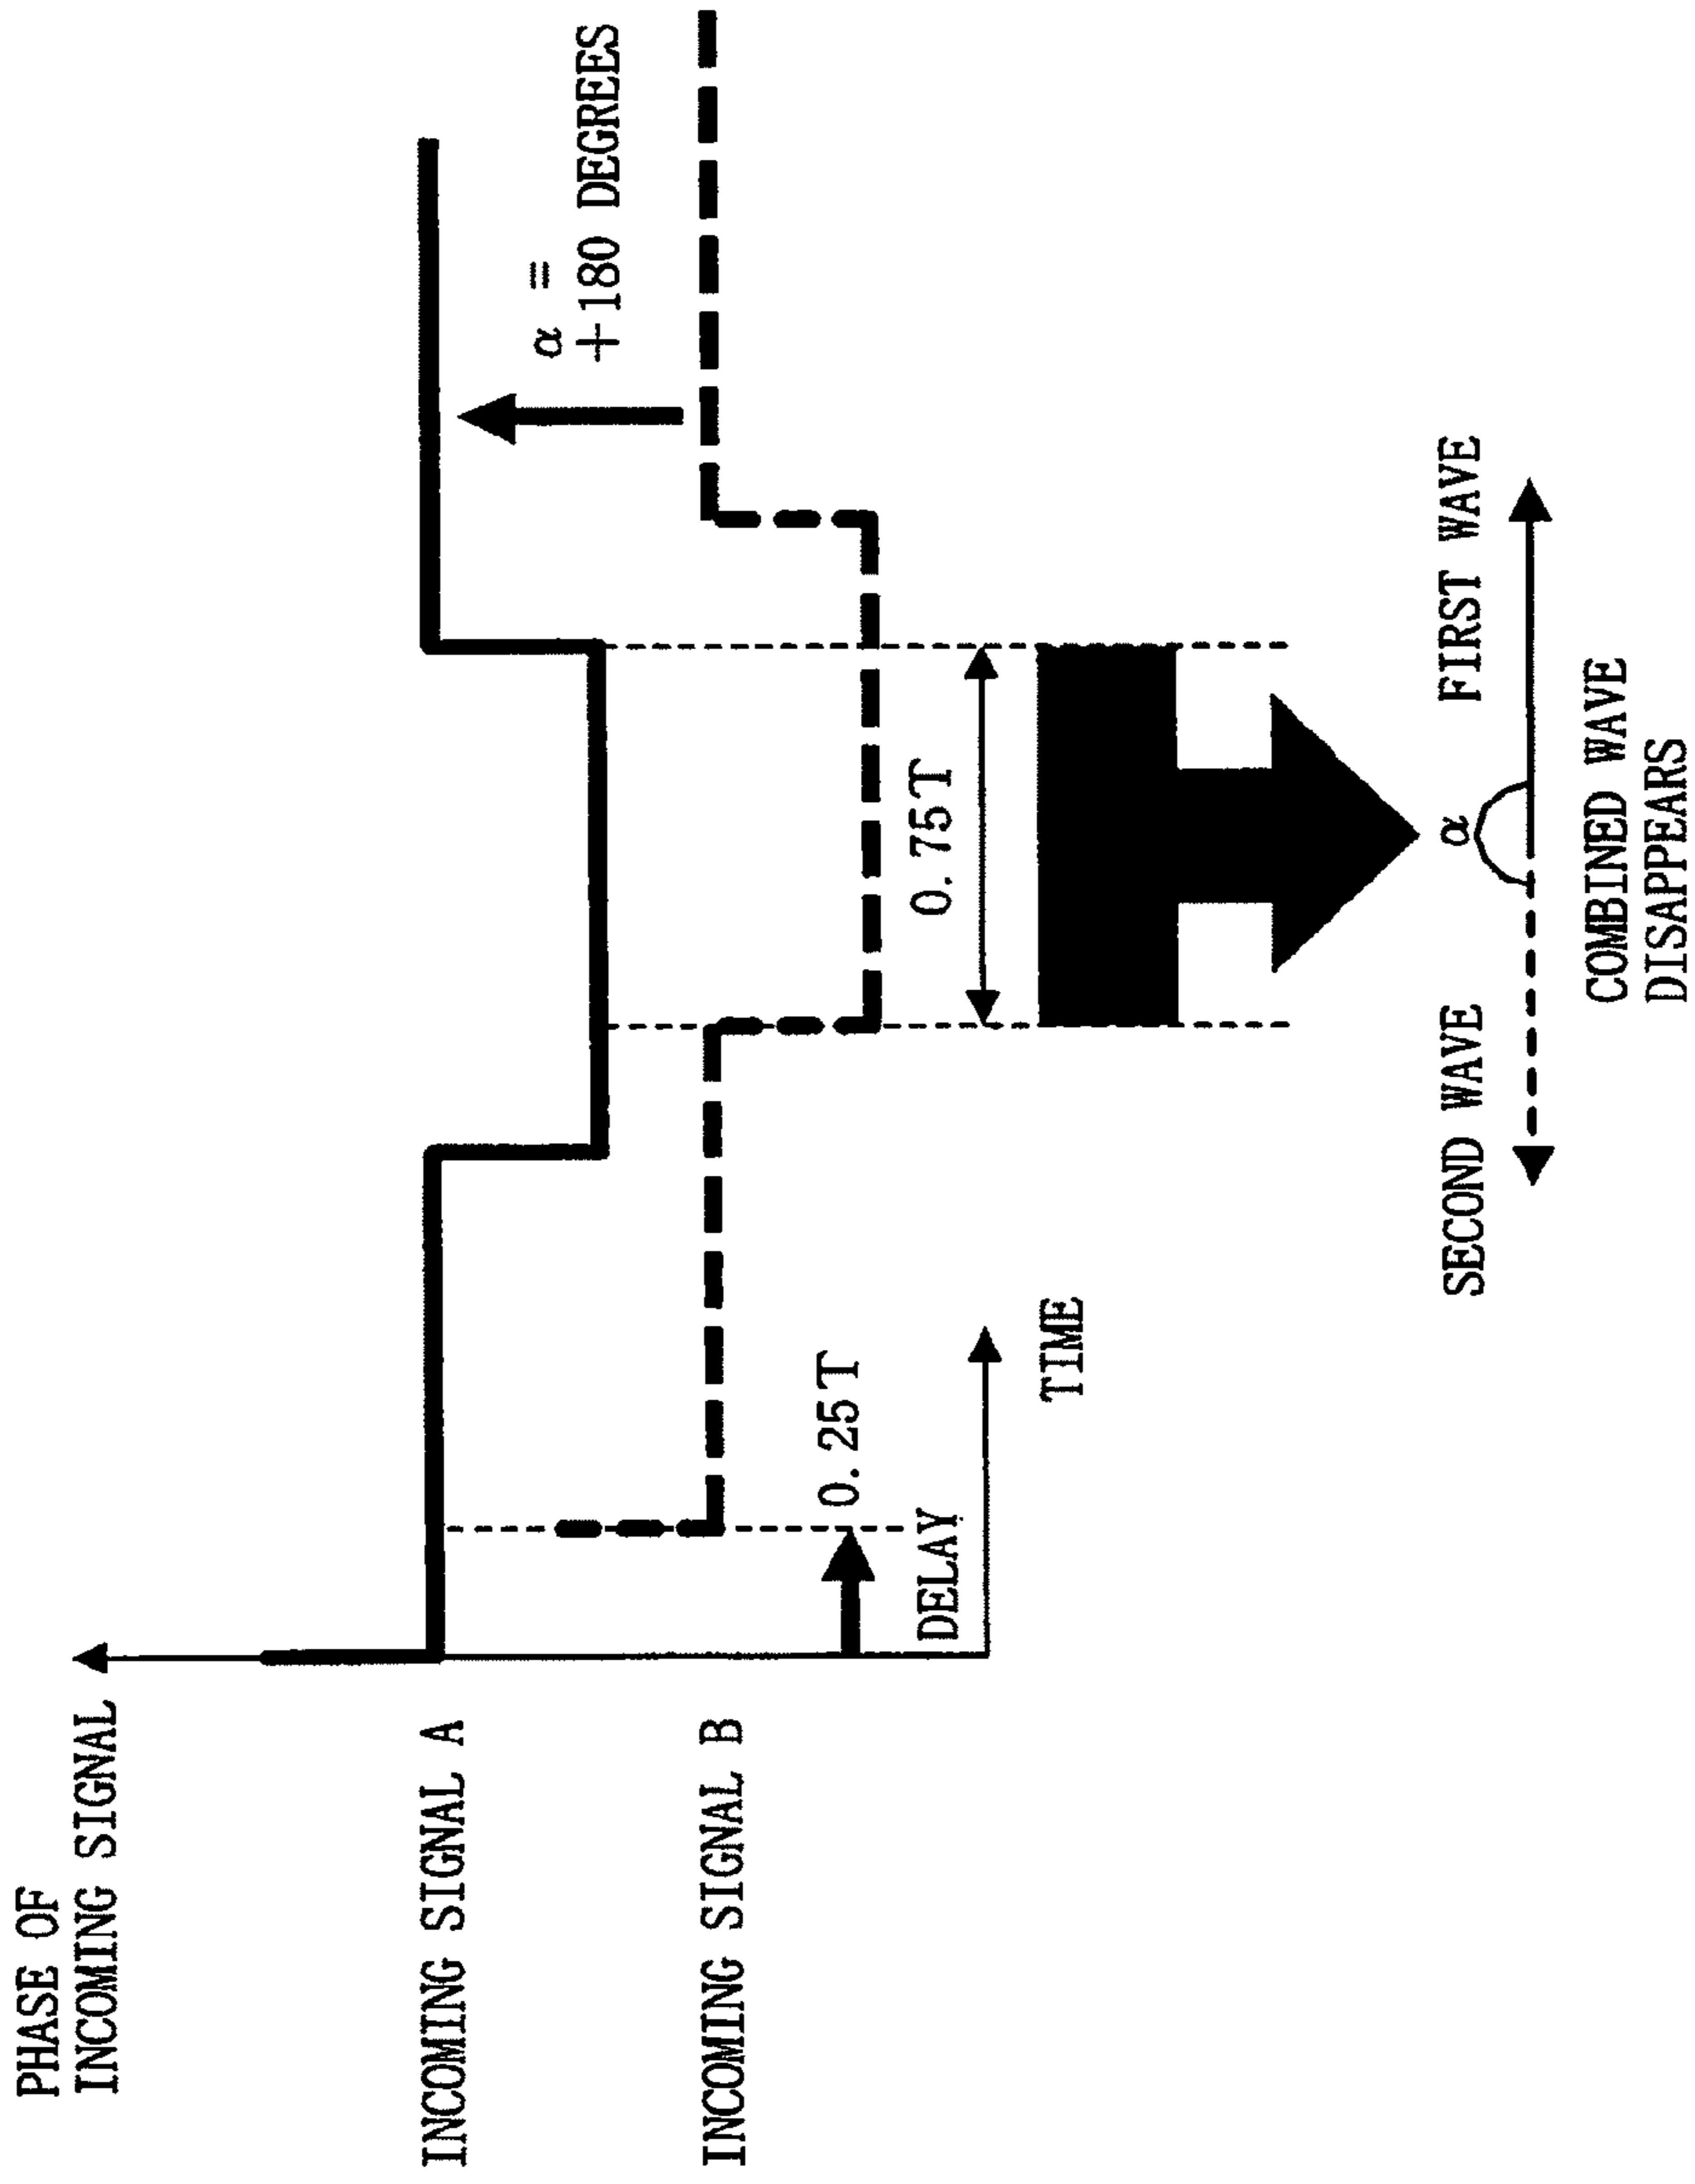 PHASE OF
INCOMING SIGNAL
INCOMING SIGNAL A
α =
+180 DEGREES
INCOMING SIGNAL B
0.25T
DELAY
TIME
0.75T
SECOND WAVE
α
FIRST WAVE
COMBINED WAVE
DISAPPEARS